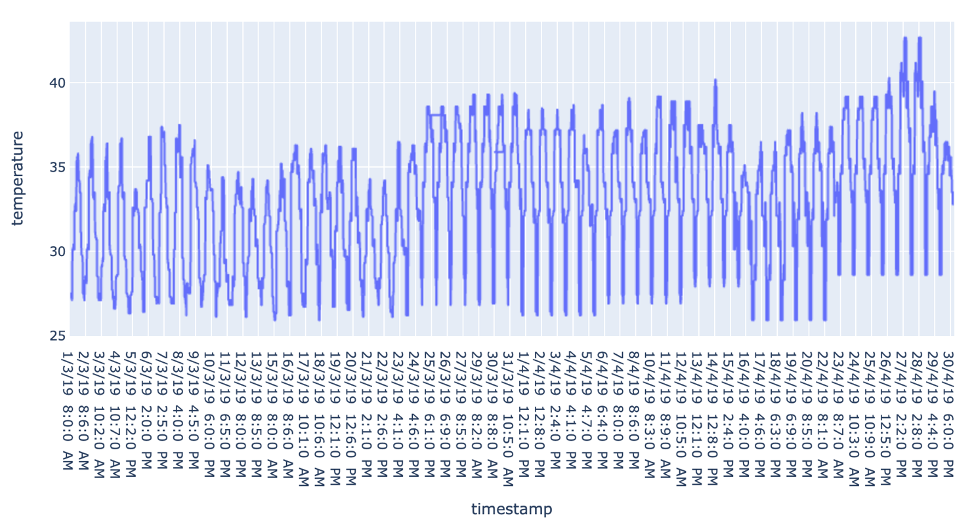 temperature
40
35
30
25
1/3/19 8:0:0 AM
2/3/19 8:6:0 AM
3/3/19 10:2:0 AM
4/3/19 10:7:0 AM
5/3/19 12:2:0 PM
6/3/19 2:0:0 PM
7/3/19 2:5:0 PM
8/3/19 4:0:0 PM
9/3/19 4:5:0 PM
10/3/19 6:0:0 PM
11/3/19 6:5:0 PM
12/3/19 8:0:0 PM
13/3/19 8:5:0 PM
15/3/19 8:0:0 AM
16/3/19 8:6:0 AM
17/3/19 10:1:0 AM
18/3/19 10:6:0 AM
19/3/19 12:1:0 PM
20/3/19 12:6:0 PM
21/3/19 2:1:0 PM
22/3/19 2:6:0 PM
23/3/19 4:1:0 PM
24/3/19 4:6:0 PM
25/3/19 6:1:0 PM
26/3/19 6:6:0 PM
27/3/19 8:5:0 PM
29/3/19 8:2:0 AM
30/3/19 8:8:0 AM
31/3/19 10:5:0 AM
1/4/19 12:1:0 PM
2/4/19 12:8:0 PM
3/4/19 2:4:0 PM
4/4/19 4:1:0 PM
5/4/19 4:7:0 PM
6/4/19 6:4:0 PM
7/4/19 8:0:0 PM
8/4/19 8:6:0 PM
10/4/19 8:3:0 AM
11/4/19 8:9:0 AM
12/4/19 10:5:0 AM
13/4/19 12:1:0 PM
14/4/19 12:8:0 PM
15/4/19 2:4:0 PM
16/4/19 4:0:0 PM
17/4/19 4:6:0 PM
18/4/19 6:3:0 PM
19/4/19 6:9:0 PM
20/4/19 8:5:0 PM
22/4/19 8:1:0 AM
23/4/19 8:7:0 AM
24/4/19 10:3:0 AM
25/4/19 10:9:0 AM
26/4/19 12:5:0 PM
27/4/19 2:2:0 PM
28/4/19 2:8:0 PM
29/4/19 4:4:0 PM
30/4/19 6:0:0 PM
timestamp